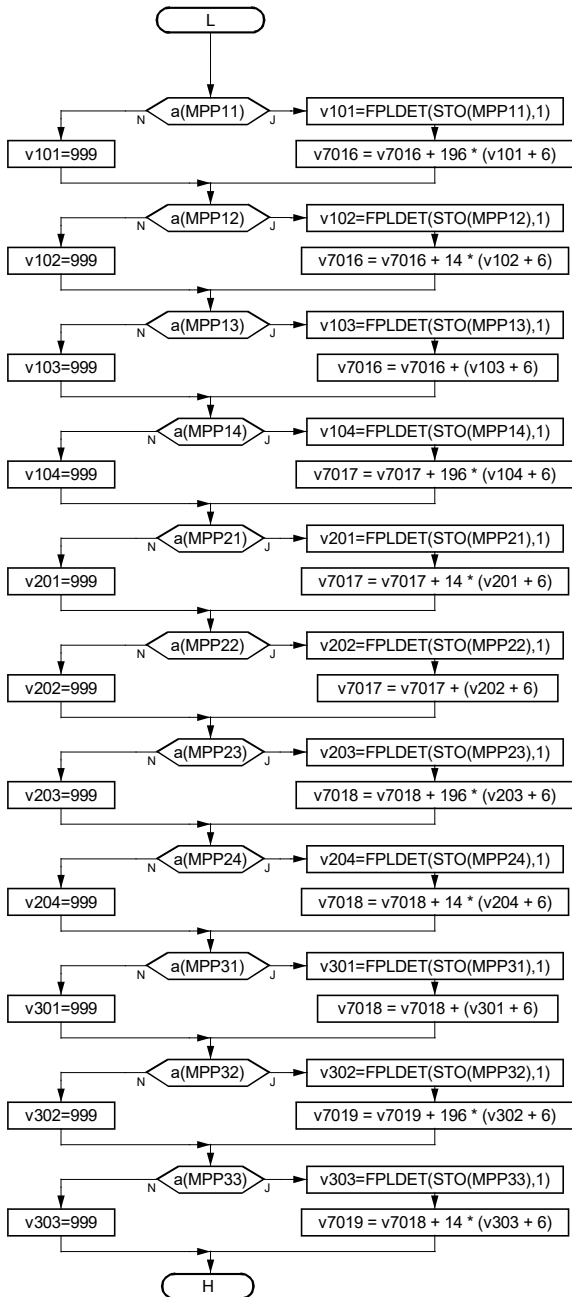 L
a(MPP11)
N
J
v101=FPLDET(STO(MPP11),1)
v101=999
v7016 = v7016 + 196 * (v101 + 6)
a(MPP12)
N
J
v102=FPLDET(STO(MPP12),1)
v102=999
v7016 = v7016 + 14 * (v102 + 6)
a(MPP13)
N
J
v103=FPLDET(STO(MPP13),1)
v103=999
v7016 = v7016 + (v103 + 6)
a(MPP14)
N
J
v104=FPLDET(STO(MPP14),1)
v104=999
v7017 = v7017 + 196 * (v104 + 6)
a(MPP21)
N
J
v201=FPLDET(STO(MPP21),1)
v201=999
v7017 = v7017 + 14 * (v201 + 6)
a(MPP22)
N
J
v202=FPLDET(STO(MPP22),1)
v202=999
v7017 = v7017 + (v202 + 6)
a(MPP23)
N
J
v203=FPLDET(STO(MPP23),1)
v203=999
v7018 = v7018 + 196 * (v203 + 6)
a(MPP24)
N
J
v204=FPLDET(STO(MPP24),1)
v204=999
v7018 = v7018 + 14 * (v204 + 6)
a(MPP31)
N
J
v301=FPLDET(STO(MPP31),1)
v301=999
v7018 = v7018 + (v301 + 6)
a(MPP32)
N
J
v302=FPLDET(STO(MPP32),1)
v302=999
v7019 = v7019 + 196 * (v302 + 6)
a(MPP33)
N
J
v303=FPLDET(STO(MPP33),1)
v303=999
v7019 = v7018 + 14 * (v303 + 6)
H